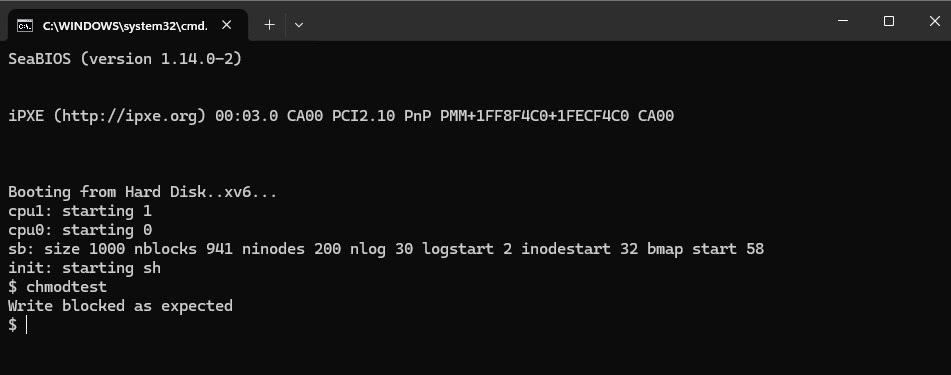 C:\WINDOWS\system32\cmd.
SeaBIOS (version 1.14.0-2)
iPXE (http://ipxe.org) 00:03.0 CA00 PCI2.10 PnP PMM+1FF8F4C0+1FECF4C0 CA00
Booting from Hard Disk..xv6...
cpu1: starting 1
cpu0: starting 0
sb: size 1000 nblocks 941 ninodes 200 nlog 30 logstart 2 inodestart 32 bmap start 58
init: starting sh
$ chmodtest
Write blocked as expected
$